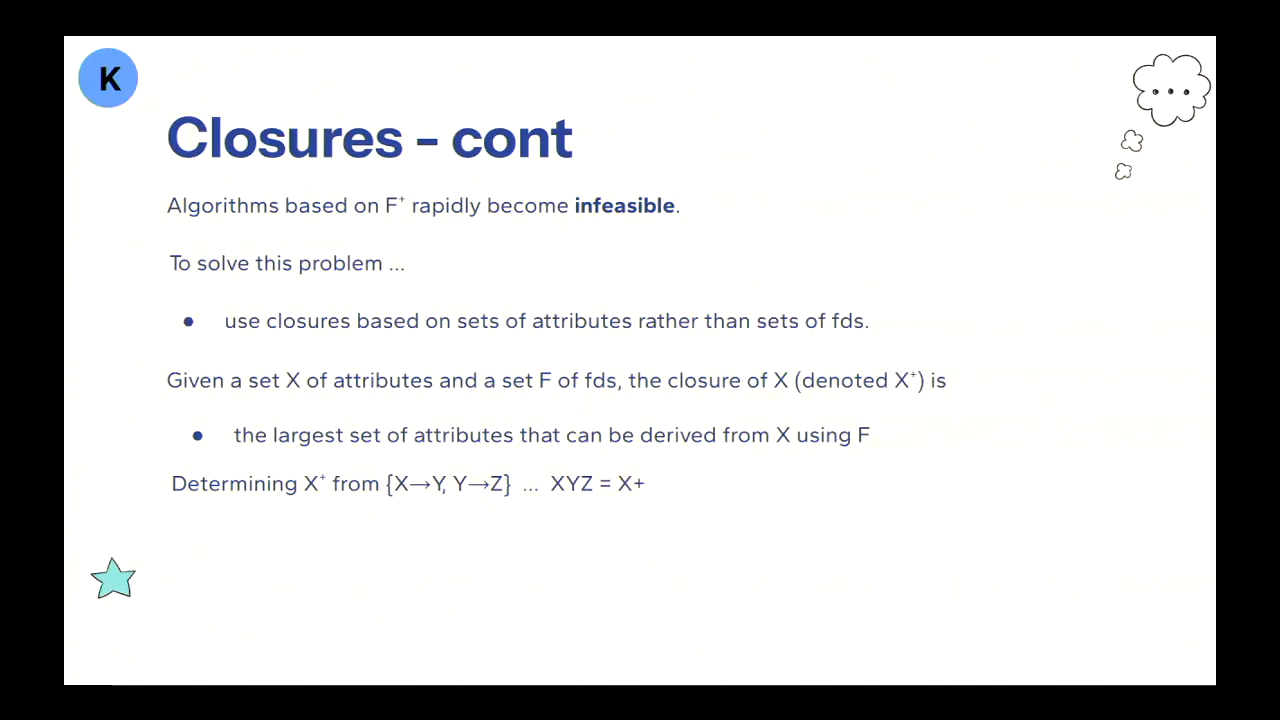 K
Closures - cont
Algorithms based on F⁺ rapidly become infeasible.
To solve this problem ...
● use closures based on sets of attributes rather than sets of fds.
Given a set X of attributes and a set F of fds, the closure of X (denoted X⁺) is
● the largest set of attributes that can be derived from X using F
Determining X⁺ from {X→Y, Y→Z} ... XYZ = X+